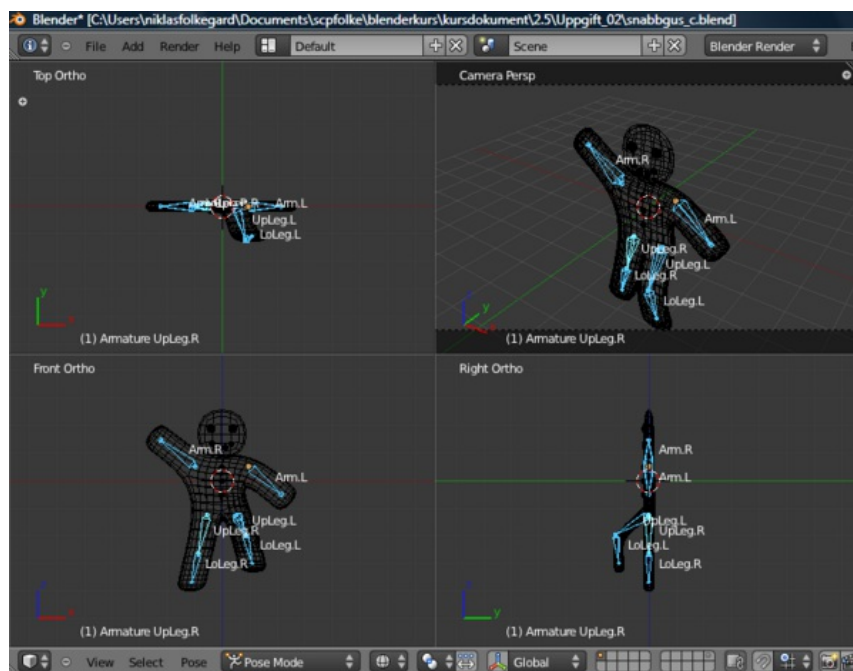 Blender* [C:\Users\niklasfolkegard\Documents\scpfolke\blenderkurs\kursdokument\2.5\Uppgift_02\snabbgus_c.blend]
File Add Render Help Default Scene Blender Render
Top Ortho
Arm.L
UpLeg.L
LoLeg.L
y
x
(1) Armature UpLeg.R
Camera Persp
Arm.R
Arm.L
UpLeg.R
UpLeg.L
LoLeg.R
LoLeg.L
y
x
(1) Armature UpLeg.R
Front Ortho
Arm.R
Arm.L
UpLeg.L
UpLeg.R
LoLeg.L
LoLeg.R
z
x
(1) Armature UpLeg.R
Right Ortho
Arm.R
Arm.L
UpLeg.L
UpLeg.R
LoLeg.L
LoLeg.R
z
y
(1) Armature UpLeg.R
View Select Pose Pose Mode Global